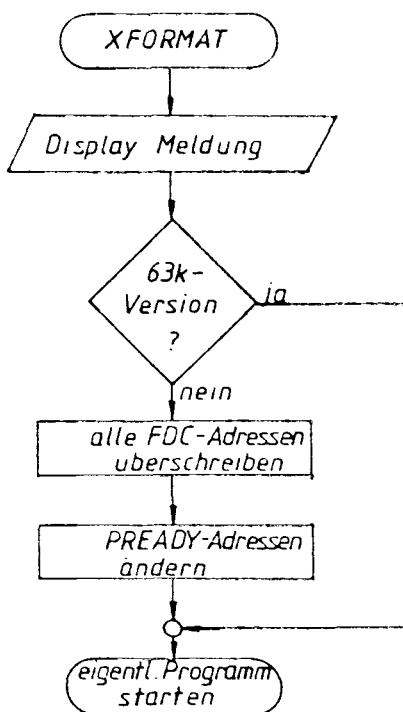 XFORMAT
Display Meldung
63k-
Version
?
ja
nein
alle FDC-Adressen
uberschreiben
PREADY-Adressen
ändern
eigentl. Programm
starten